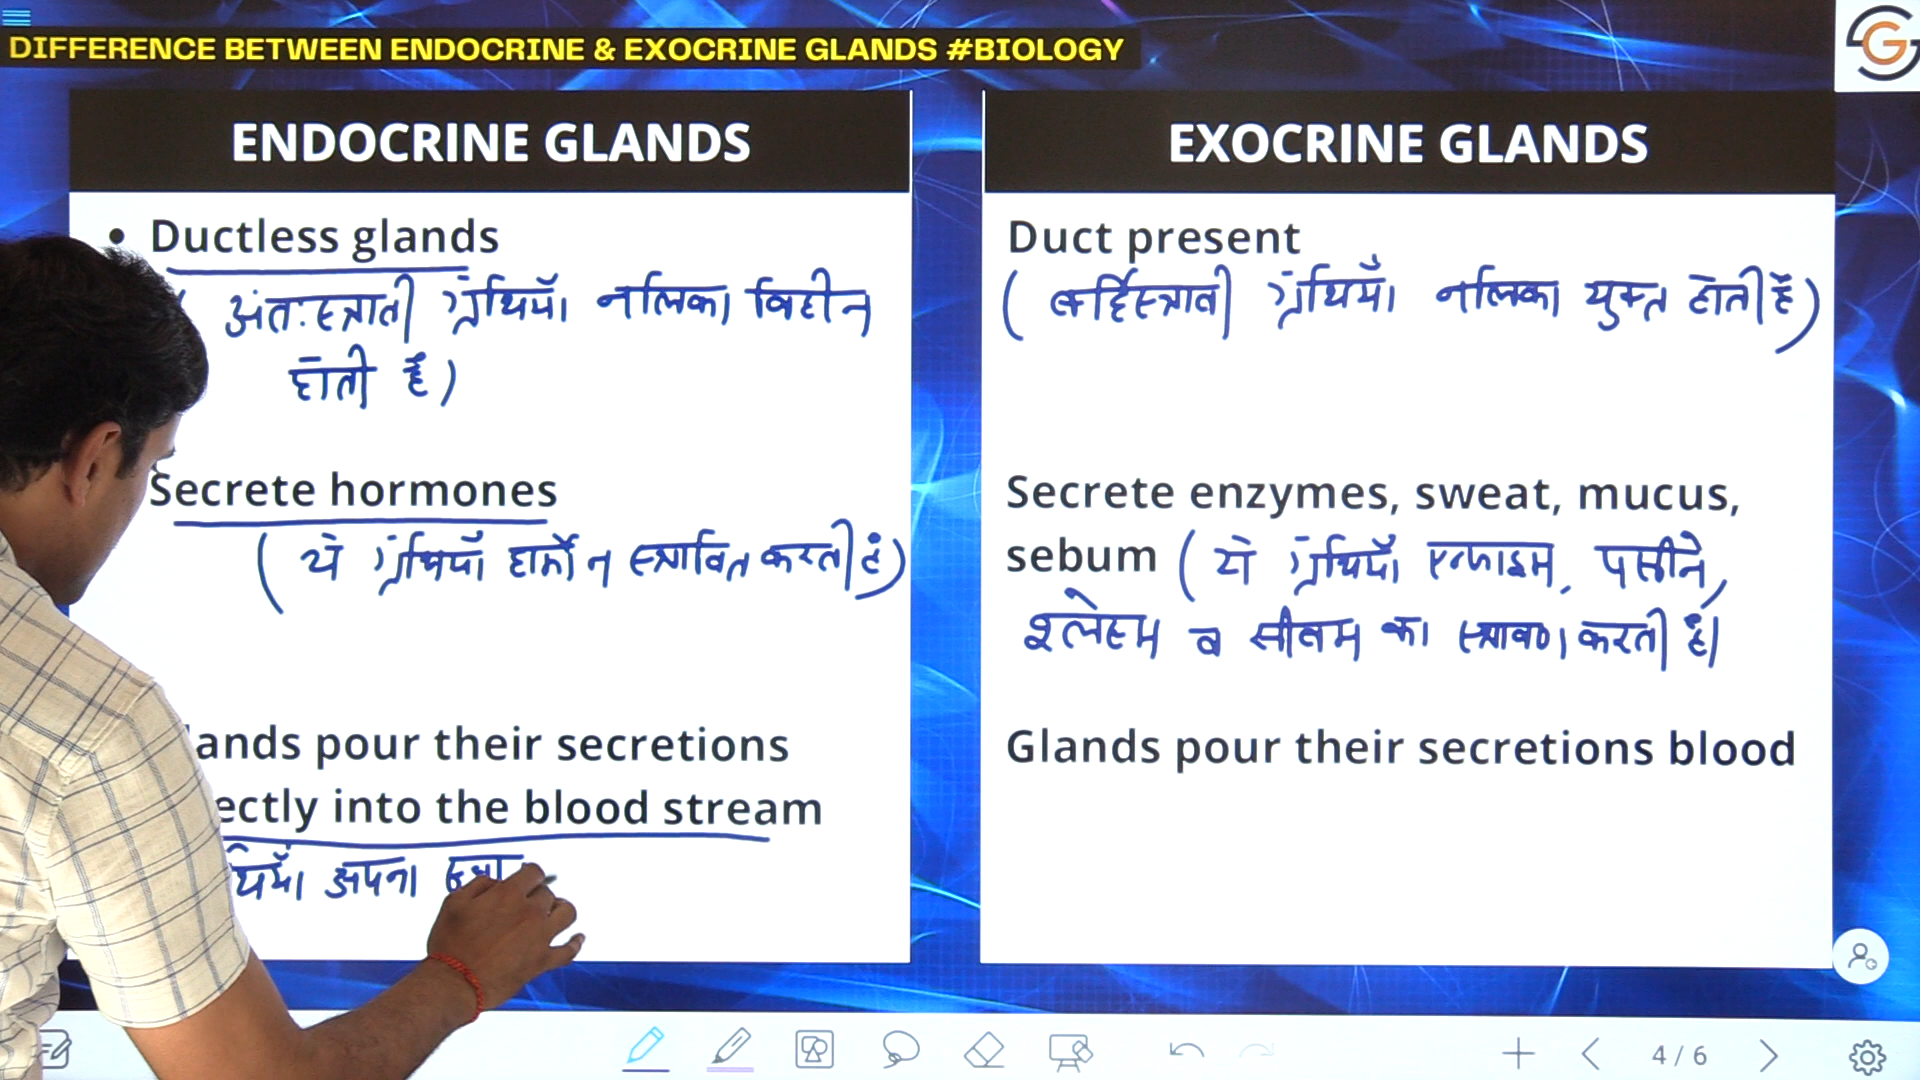 DIFFERENCE BETWEEN ENDOCRINE & EXOCRINE GLANDS #BIOLOGY
ENDOCRINE GLANDS
• Ductless glands
अंतःस्त्रावी ग्रंथियाँ नलिका विहीन
होती हैं)
Secrete hormones
(ये ग्रंथियाँ हार्मोन स्त्रावित करती हैं)
lands pour their secretions
ectly into the blood stream
थियाँ अपना
EXOCRINE GLANDS
Duct present
(बर्हिस्त्रावी ग्रंथियाँ नलिका युक्त होती हैं)
Secrete enzymes, sweat, mucus,
sebum (ये ग्रंथियाँ एन्जाइम, पसीने,
श्लेष्म व सीबम का स्त्रावण करती हैं।
Glands pour their secretions blood
4 / 6